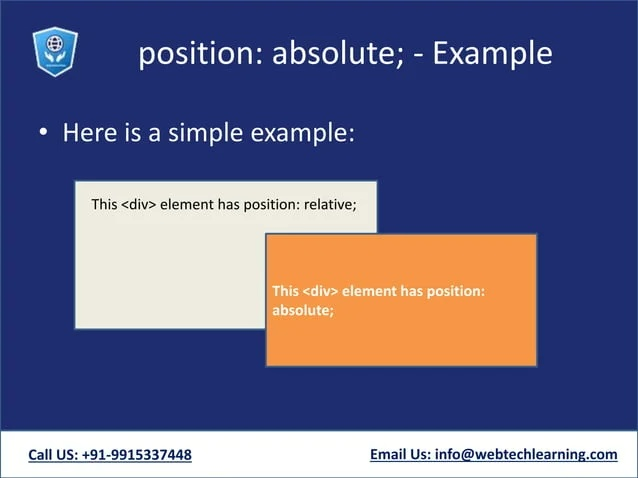 position: absolute; - Example
• Here is a simple example:
This <div> element has position: relative;
This <div> element has position:
absolute;
Call US: +91-9915337448
Email Us: info@webtechlearning.com